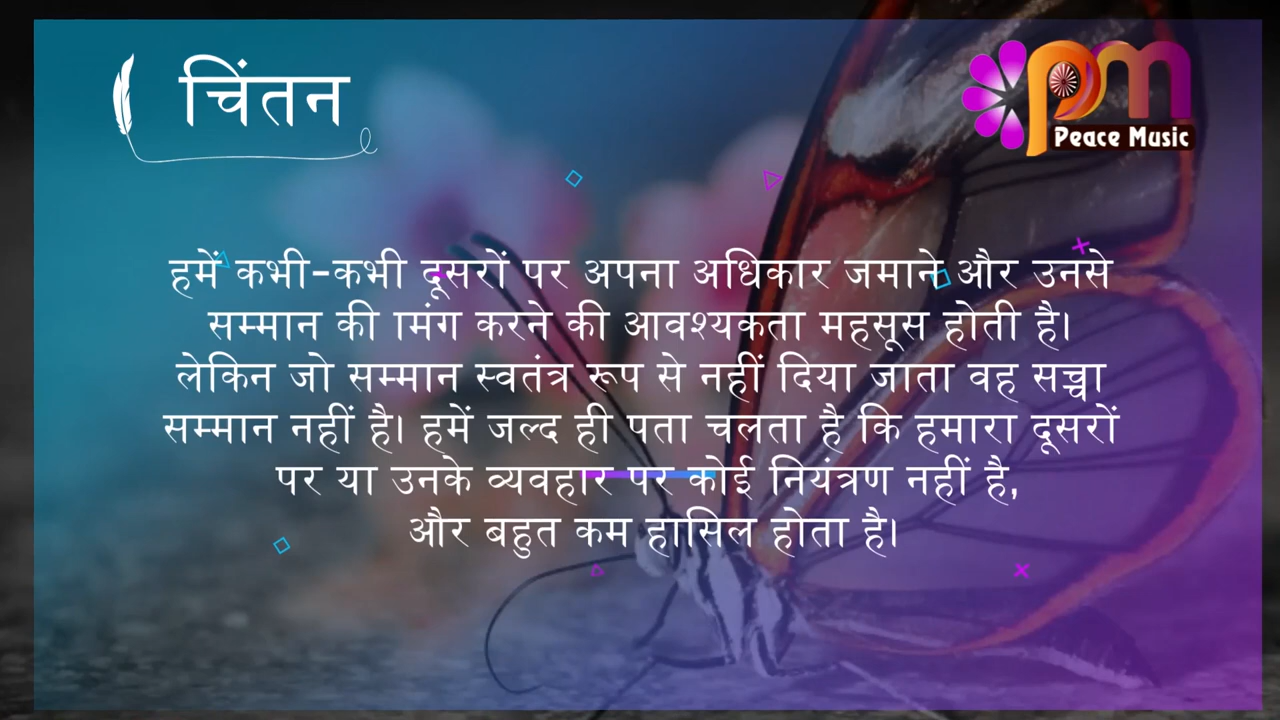 चिंतन
pm
Peace Music
हमें कभी-कभी दूसरों पर अपना अधिकार जमाने और उनसे
सम्मान की ामंग करने की आवश्यकता महसूस होती है।
लेकिन जो सम्मान स्वतंत्र रूप से नहीं दिया जाता वह सच्चा
सम्मान नहीं है। हमें जल्द ही पता चलता है कि हमारा दूसरों
पर या उनके व्यवहार पर कोई नियंत्रण नहीं है,
और बहुत कम हासिल होता है।